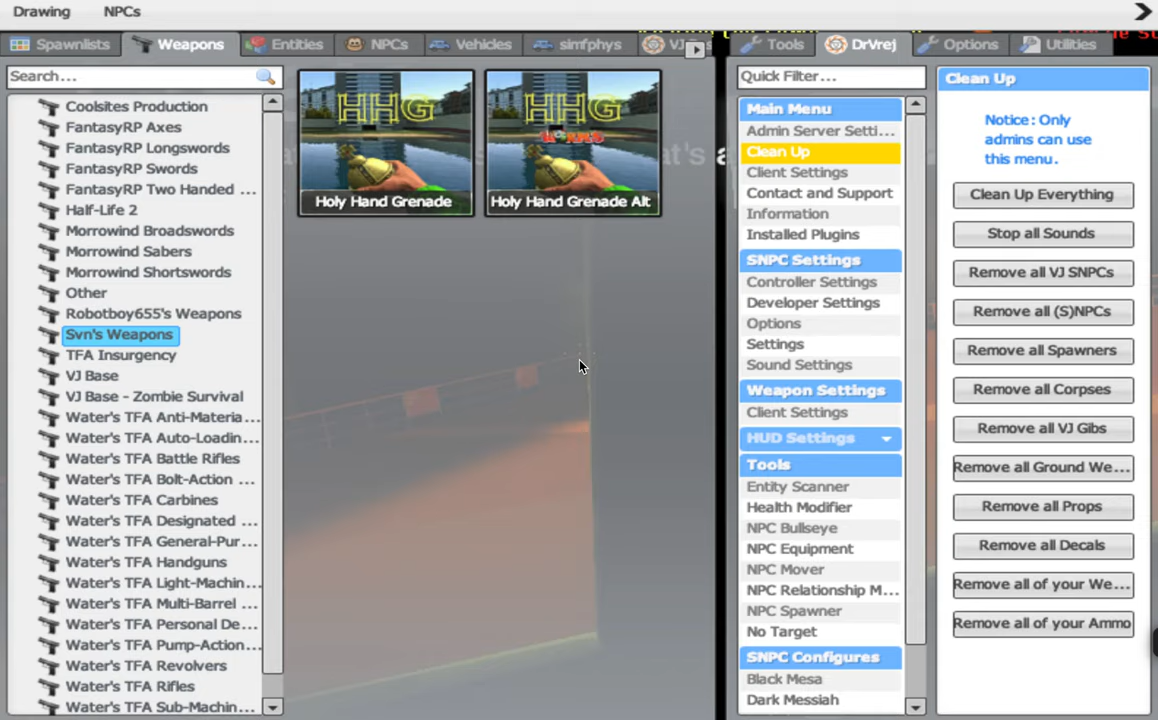 Drawing NPCs
Spawnlists Weapons Entities NPCs Vehicles simfphys
Search...
Coolsites Production
FantasyRP Axes
FantasyRP Longswords
FantasyRP Swords
FantasyRP Two Handed ...
Half-Life 2
Morrowind Broadswords
Morrowind Sabers
Morrowind Shortswords
Other
Robotboy655's Weapons
Svn's Weapons
TFA Insurgency
VJ Base
VJ Base - Zombie Survival
Water's TFA Anti-Materia...
Water's TFA Auto-Loadin...
Water's TFA Battle Rifles
Water's TFA Bolt-Action ...
Water's TFA Carbines
Water's TFA Designated ...
Water's TFA General-Pur...
Water's TFA Handguns
Water's TFA Light-Machin...
Water's TFA Multi-Barrel ...
Water's TFA Personal De...
Water's TFA Pump-Action...
Water's TFA Revolvers
Water's TFA Rifles
Water's TFA Sub-Machin...
HHG
Holy Hand Grenade
HHG
WORMS
Holy Hand Grenade Alt
Tools DrVrej Options Utilities
Quick Filter...
Main Menu
Admin Server Setti...
Clean Up
Client Settings
Contact and Support
Information
Installed Plugins
SNPC Settings
Controller Settings
Developer Settings
Options
Settings
Sound Settings
Weapon Settings
Client Settings
HUD Settings
Tools
Entity Scanner
Health Modifier
NPC Bullseye
NPC Equipment
NPC Mover
NPC Relationship M...
NPC Spawner
No Target
SNPC Configures
Black Mesa
Dark Messiah
Clean Up
Notice: Only
admins can use
this menu.
Clean Up Everything
Stop all Sounds
Remove all VJ SNPCs
Remove all (S)NPCs
Remove all Spawners
Remove all Corpses
Remove all VJ Gibs
Remove all Ground We...
Remove all Props
Remove all Decals
Remove all of your We...
Remove all of your Ammo